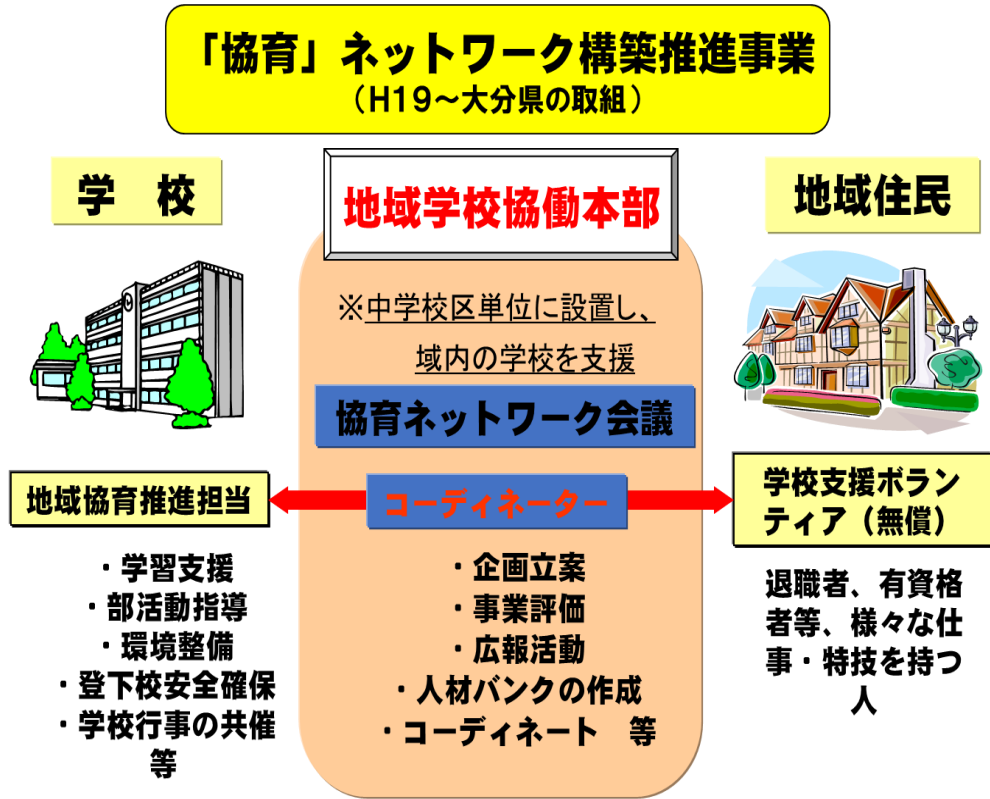 「協育」ネットワーク構築推進事業
（H19～大分県の取組）
学　校
地域学校協働本部
地域住民
※中学校区単位に設置し、
域内の学校を支援
協育ネットワーク会議
地域協育推進担当
コーディネーター
学校支援ボラン
ティア（無償）
・学習支援
・部活動指導
・環境整備
・登下校安全確保
・学校行事の共催
等
・企画立案
・事業評価
・広報活動
・人材バンクの作成
・コーディネート　等
退職者、有資格
者等、様々な仕
事・特技を持つ
人